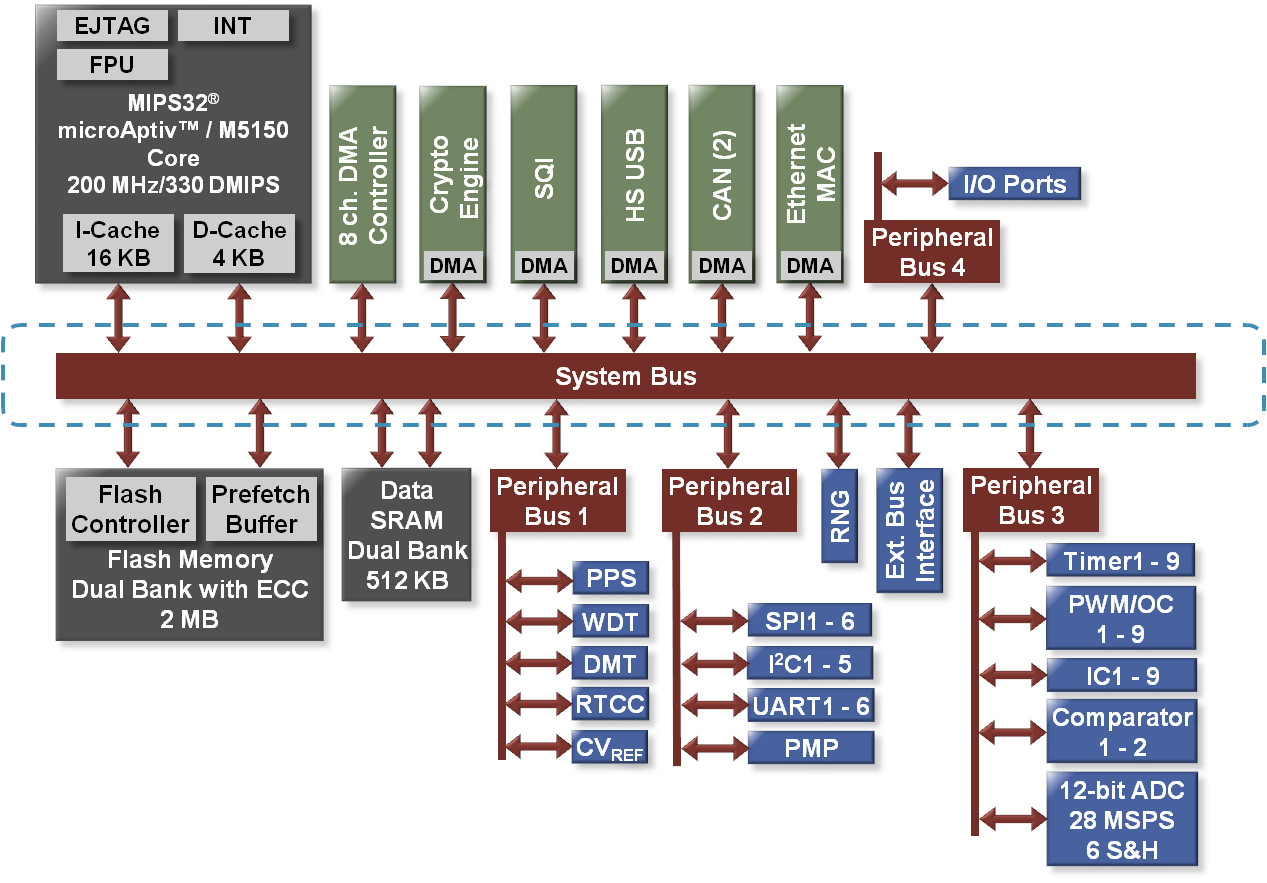 EJTAG
INT
FPU
MIPS32®
microAptiv™ / M5150
Core
200 MHz/330 DMIPS
I-Cache
16 KB
D-Cache
4 KB
8 ch. DMA
Controller
Crypto
Engine
DMA
SQI
DMA
HS USB
DMA
CAN (2)
DMA
Ethernet
MAC
DMA
I/O Ports
Peripheral
Bus 4
System Bus
Flash
Controller
Prefetch
Buffer
Flash Memory
Dual Bank with ECC
2 MB
Data
SRAM
Dual Bank
512 KB
Peripheral
Bus 1
PPS
WDT
DMT
RTCC
CVREF
Peripheral
Bus 2
SPI1 - 6
I²C1 - 5
UART1 - 6
PMP
RNG
Ext. Bus
Interface
Peripheral
Bus 3
Timer1 - 9
PWM/OC
1 - 9
IC1 - 9
Comparator
1 - 2
12-bit ADC
28 MSPS
6 S&H